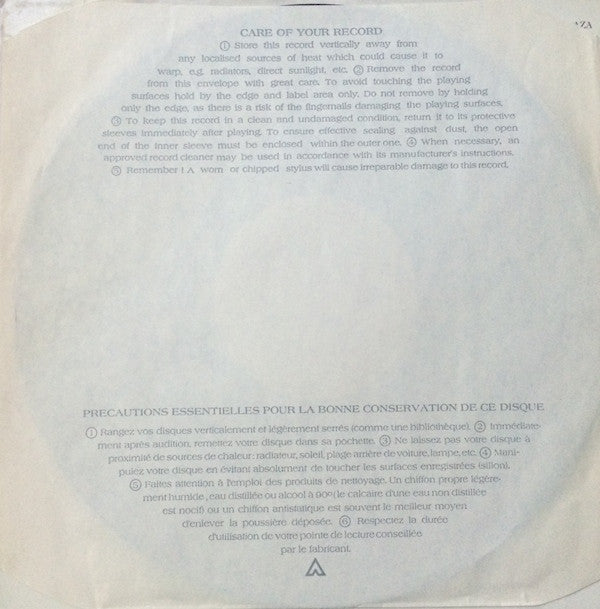 CARE OF YOUR RECORD
*ZA
① Store this record vertically away from
any localised sources of heat which could cause it to
warp, e.g. radiators, direct sunlight, etc. ② Remove the record
from this envelope with great care. To avoid touching the playing
surfaces hold by the edge and label area only. Do not remove by holding
only the edge, as there is a risk of the fingernails damaging the playing surfaces.
③ To keep this record in a clean and undamaged condition, return it to its protective
sleeves immediately after playing. To ensure effective sealing against dust, the open
end of the inner sleeve must be enclosed within the outer one. ④ When necessary, an
approved record cleaner may be used in accordance with its manufacturer's instructions.
⑤ Remember ! A worn or chipped stylus will cause irreparable damage to this record.
PRECAUTIONS ESSENTIELLES POUR LA BONNE CONSERVATION DE CE DISQUE
① Rangez vos disques verticalement et légèrement serrés (comme une bibliothèque). ② Immédiate-
ment après audition, remettez votre disque dans sa pochette. ③ Ne laissez pas votre disque à
proximité de sources de chaleur: radiateur, soleil, plage arrière de voiture, lampe, etc. ④ Mani-
pulez votre disque en évitant absolument de toucher les surfaces enregistrées (sillon).
⑤ Faites attention à l'emploi des produits de nettoyage. Un chiffon propre légère-
ment humide, eau distillée ou alcool à 90° (le calcaire d'une eau non distillée
est nocif) ou un chiffon antistatique est souvent le meilleur moyen
d'enlever la poussière déposée. ⑥ Respectez la durée
d'utilisation de votre pointe de lecture conseillée
par le fabricant.